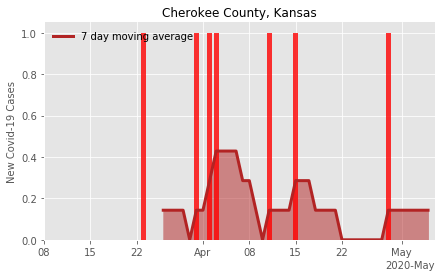 Cherokee County, Kansas
7 day moving average
New Covid-19 Cases
1.0
0.8
0.6
0.4
0.2
0.0
08 15 22 Apr 08 15 22 May
2020-May